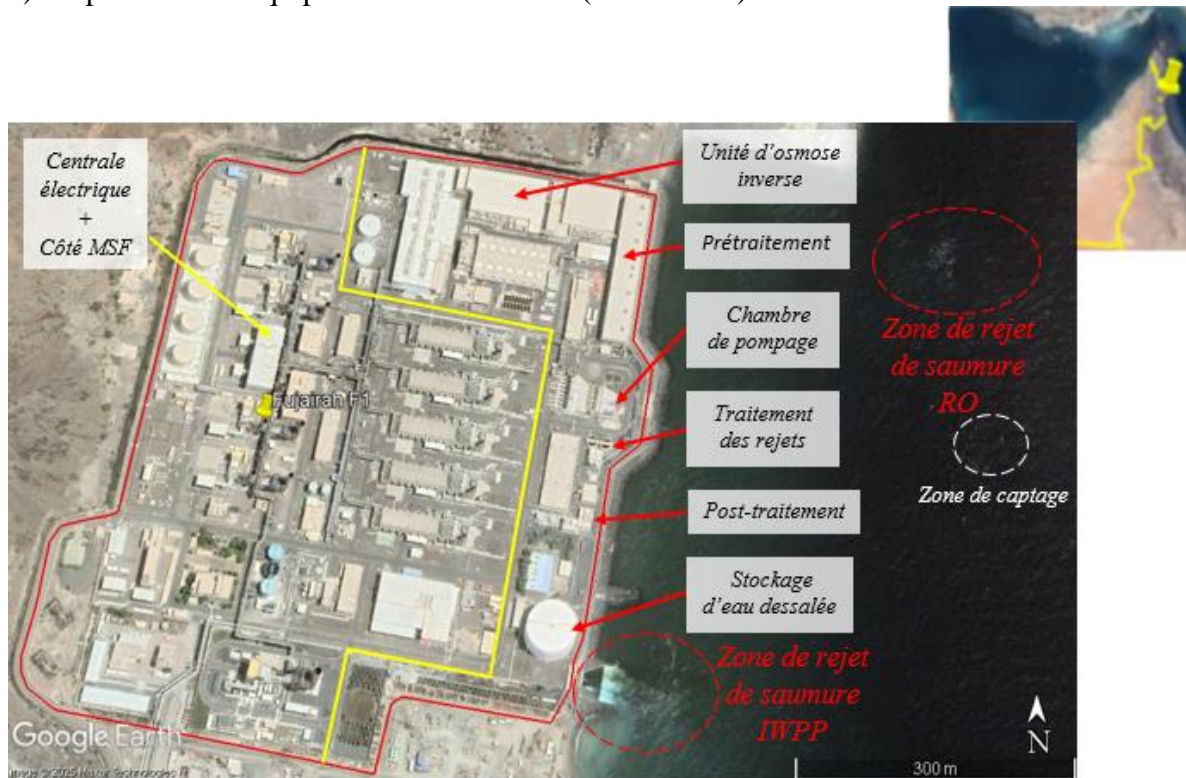 Centrale
électrique
+
Côté MSF
Unité d'osmose
inverse
Prétraitement
Chambre
de pompage
Traitement
des rejets
Post-traitement
Stockage
d'eau dessalée
Zone de rejet
de saumure
RO
Zone de captage
Zone de rejet
de saumure
IWPP
Fujairah F1
N
300 m
Google Earth